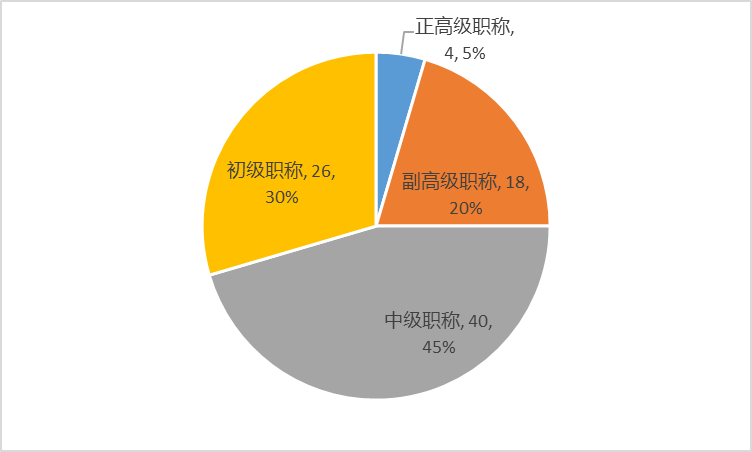 正高级职称,
4, 5%
副高级职称, 18,
20%
中级职称, 40,
45%
初级职称, 26,
30%